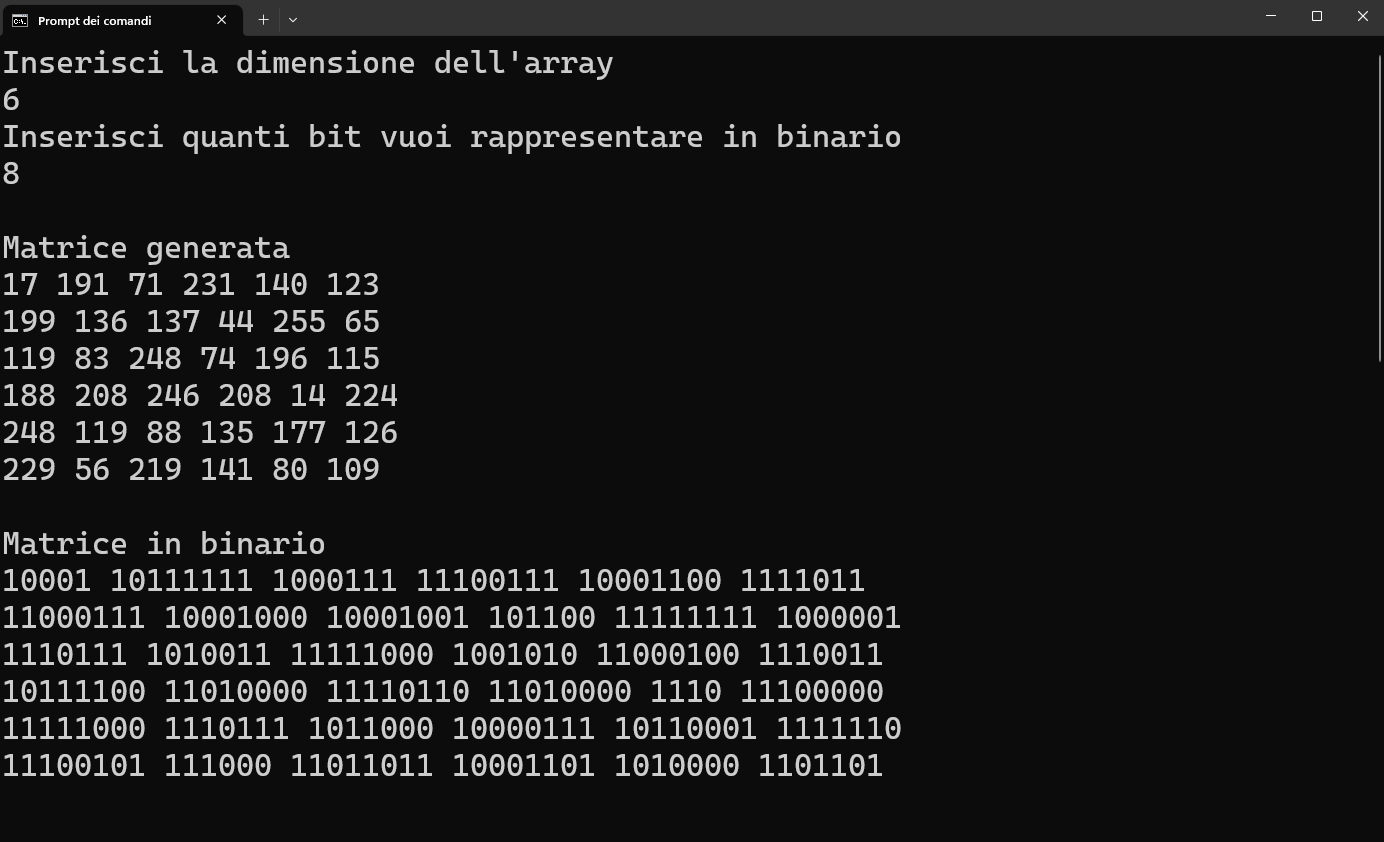 Prompt dei comandi
Inserisci la dimensione dell'array
6
Inserisci quanti bit vuoi rappresentare in binario
8
Matrice generata
17 191 71 231 140 123
199 136 137 44 255 65
119 83 248 74 196 115
188 208 246 208 14 224
248 119 88 135 177 126
229 56 219 141 80 109
Matrice in binario
10001 10111111 1000111 11100111 10001100 1111011
11000111 10001000 10001001 101100 11111111 1000001
1110111 1010011 11111000 1001010 11000100 1110011
10111100 11010000 11110110 11010000 1110 11100000
11111000 1110111 1011000 10000111 10110001 1111110
11100101 111000 11011011 10001101 1010000 1101101